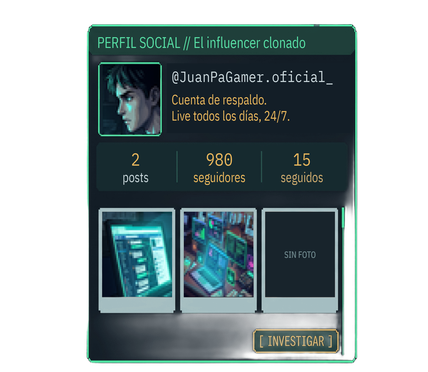 PERFIL SOCIAL // El influencer clonado
@JuanPaGamer.oficial_
Cuenta de respaldo.
Live todos los días, 24/7.
2 980 15
posts seguidores seguidos
SIN FOTO
[ INVESTIGAR ]